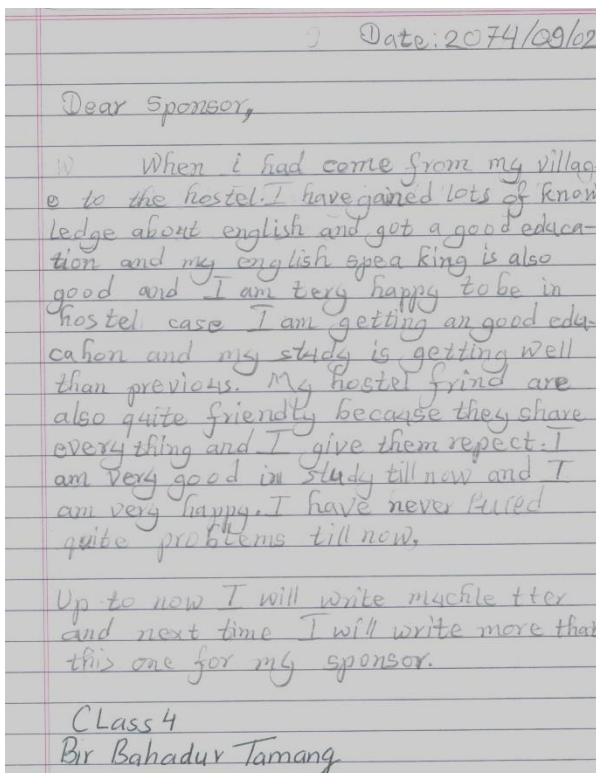 Date: 2074/09/02
Dear Sponsor,
When i had come from my villag-
e to the hostel. I have gained lots of know
ledge about english and got a good educa-
tion and my english spea king is also
good and I am very happy to be in
hostel case I am getting an good edu-
cation and my study is getting well
than previous. My hostel frind are
also quite friendty because they share
every thing and I give them repect. I
am very good in study till now and I
am very happy. I have never
quite problems till now,
Up to now I will write much le tter
and next time I will write more that
this one for my sponsor.
CLass 4
Bir Bahadur Tamang